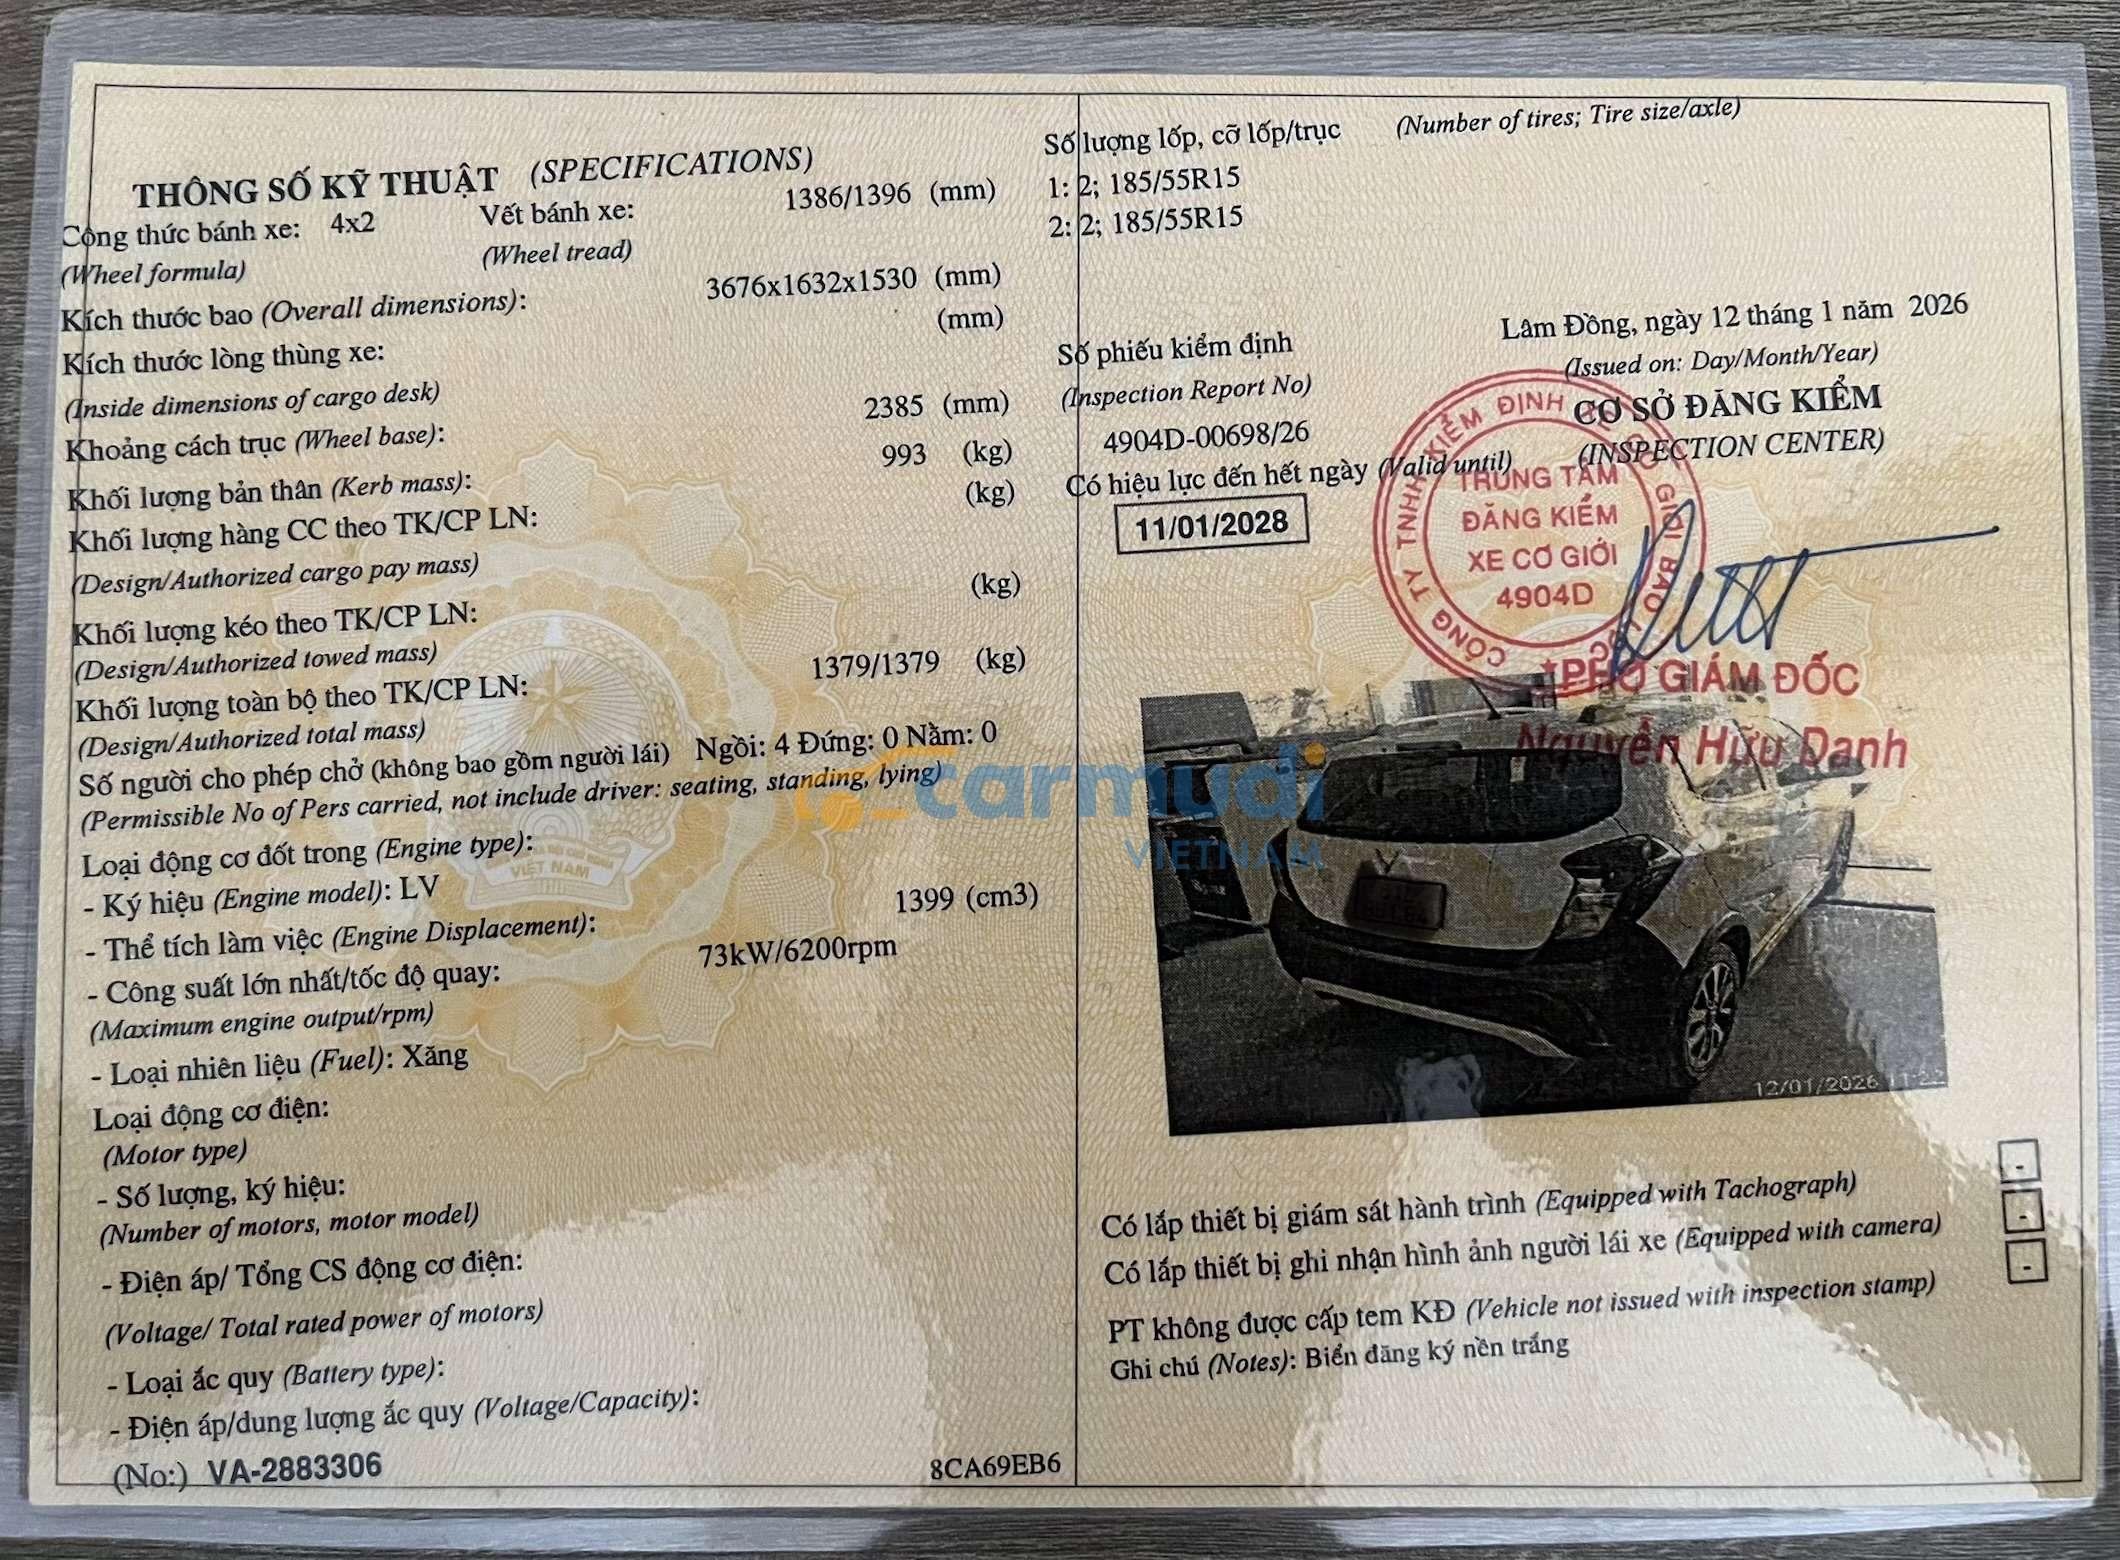 THÔNG SỐ KỸ THUẬT (SPECIFICATIONS)
Công thức bánh xe: 4x2 Vết bánh xe: 1386/1396 (mm)
(Wheel formula) (Wheel tread)
Kích thước bao (Overall dimensions): 3676x1632x1530 (mm)
Kích thước lòng thùng xe: (mm)
(Inside dimensions of cargo desk)
Khoảng cách trục (Wheel base): 2385 (mm)
Khối lượng bản thân (Kerb mass): 993 (kg)
Khối lượng hàng CC theo TK/CP LN: (kg)
(Design/Authorized cargo pay mass)
Khối lượng kéo theo TK/CP LN: (kg)
(Design/Authorized towed mass)
Khối lượng toàn bộ theo TK/CP LN: 1379/1379 (kg)
(Design/Authorized total mass)
Số người cho phép chở (không bao gồm người lái) Ngồi: 4 Đứng: 0 Nằm: 0
(Permissible No of Pers carried, not include driver: seating, standing, lying)
Loại động cơ đốt trong (Engine type):
- Ký hiệu (Engine model): LV
- Thể tích làm việc (Engine Displacement): 1399 (cm3)
- Công suất lớn nhất/tốc độ quay: 73kW/6200rpm
(Maximum engine output/rpm)
- Loại nhiên liệu (Fuel): Xăng
Loại động cơ điện:
(Motor type)
- Số lượng, ký hiệu:
(Number of motors, motor model)
- Điện áp/ Tổng CS động cơ điện:
(Voltage/ Total rated power of motors)
- Loại ắc quy (Battery type):
- Điện áp/dung lượng ắc quy (Voltage/Capacity):
(No:) VA-2883306 8CA69EB6
VIỆT NAM
Số lượng lốp, cỡ lốp/trục (Number of tires; Tire size/axle)
1: 2; 185/55R15
2: 2; 185/55R15
Lâm Đồng, ngày 12 tháng 1 năm 2026
(Issued on: Day/Month/Year)
Số phiếu kiểm định
(Inspection Report No)
CƠ SỞ ĐĂNG KIỂM
(INSPECTION CENTER)
4904D-00698/26
Có hiệu lực đến hết ngày (Valid until)
11/01/2028
TRUNG TÂM
ĐĂNG KIỂM
XE CƠ GIỚI
4904D
PHÓ GIÁM ĐỐC
Nguyễn Hữu Danh
carmudi
VIETNAM
12/01/2026 11:22
Có lắp thiết bị giám sát hành trình (Equipped with Tachograph) -
Có lắp thiết bị ghi nhận hình ảnh người lái xe (Equipped with camera) -
PT không được cấp tem KĐ (Vehicle not issued with inspection stamp) -
Ghi chú (Notes): Biển đăng ký nền trắng